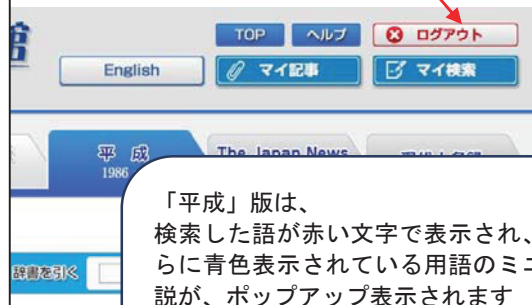 館
TOP ヘルプ ログアウト
English マイ記事 マイ検索
平成 The Japan News
1986
辞書を引く
「平成」版は、
検索した語が赤い文字で表示され、
らに青色表示されている用語のミニ
説が、ポップアップ表示されます